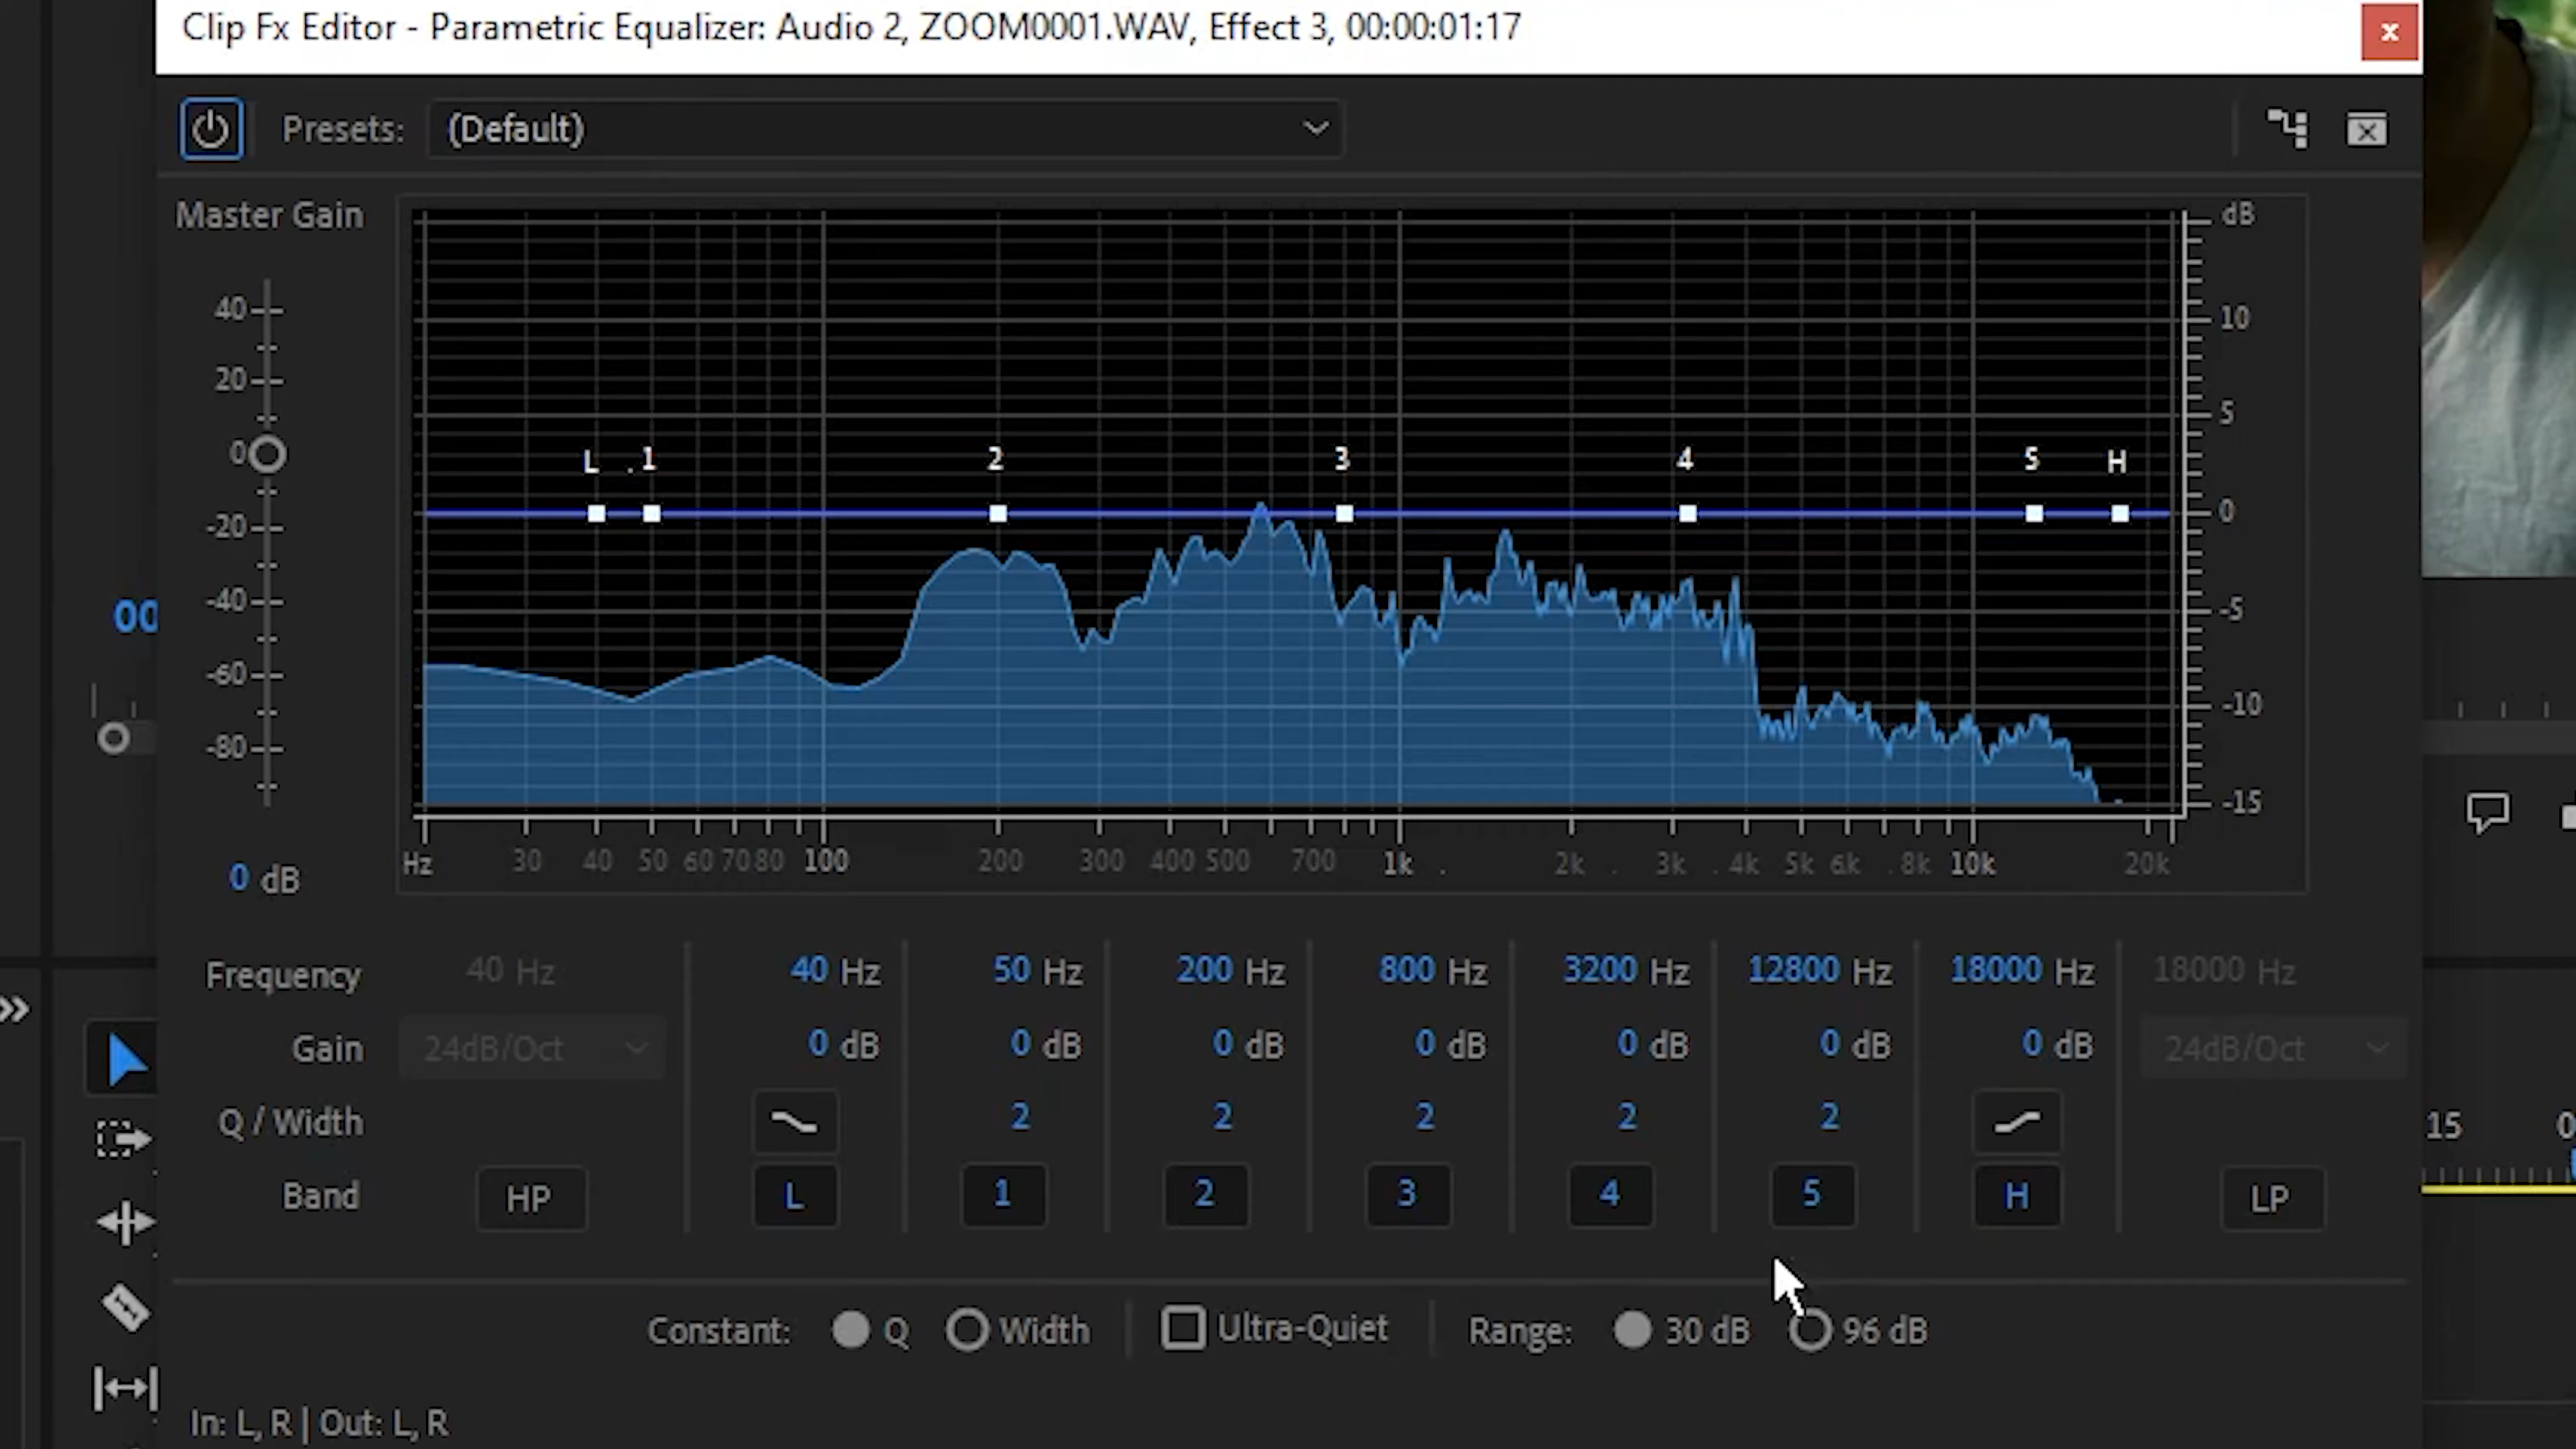 Clip Fx Editor - Parametric Equalizer: Audio 2, ZOOM0001.WAV, Effect 3, 00:00:01:17
x
Presets: (Default)
Master Gain
40
20
0
-20
-40
-60
-80
0 dB
dB
10
5
0
-5
-10
-15
L 1 2 3 4 5 H
Hz 30 40 50 60 70 80 100 200 300 400 500 700 1k 2k 3k 4k 5k 6k 8k 10k 20k
Frequency 40 Hz 40 Hz 50 Hz 200 Hz 800 Hz 3200 Hz 12800 Hz 18000 Hz 18000 Hz
Gain 24dB/Oct 0 dB 0 dB 0 dB 0 dB 0 dB 0 dB 0 dB 24dB/Oct
Q / Width 2 2 2 2 2
Band HP L 1 2 3 4 5 H LP
Constant: Q Width Ultra-Quiet Range: 30 dB 96 dB
In: L, R | Out: L, R
00
15 0